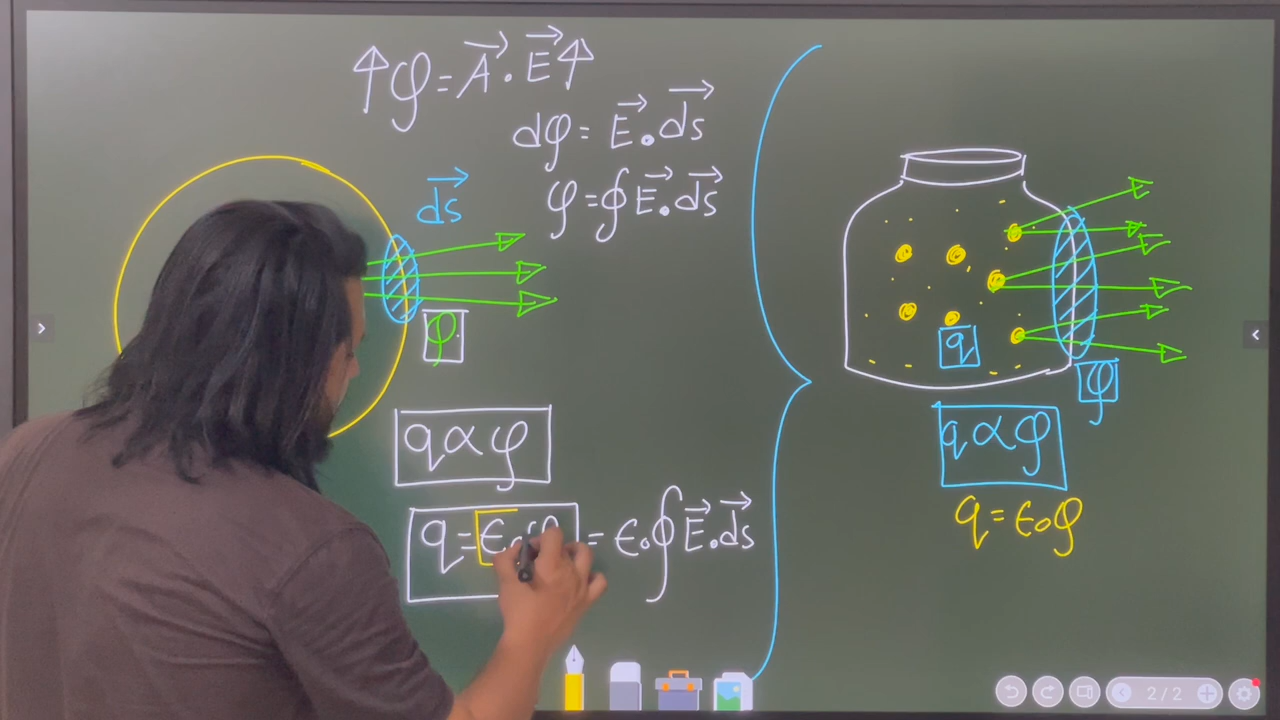 ↑φ = A⃗ . E⃗↑
dφ = E⃗ . ds⃗
φ = ∮ E⃗ . ds⃗
ds⃗
φ
q ∝ φ
q = ϵ₀φ = ϵ₀ ∮ E⃗ . ds⃗
q
φ
q ∝ φ
q = ϵ₀φ
2/2